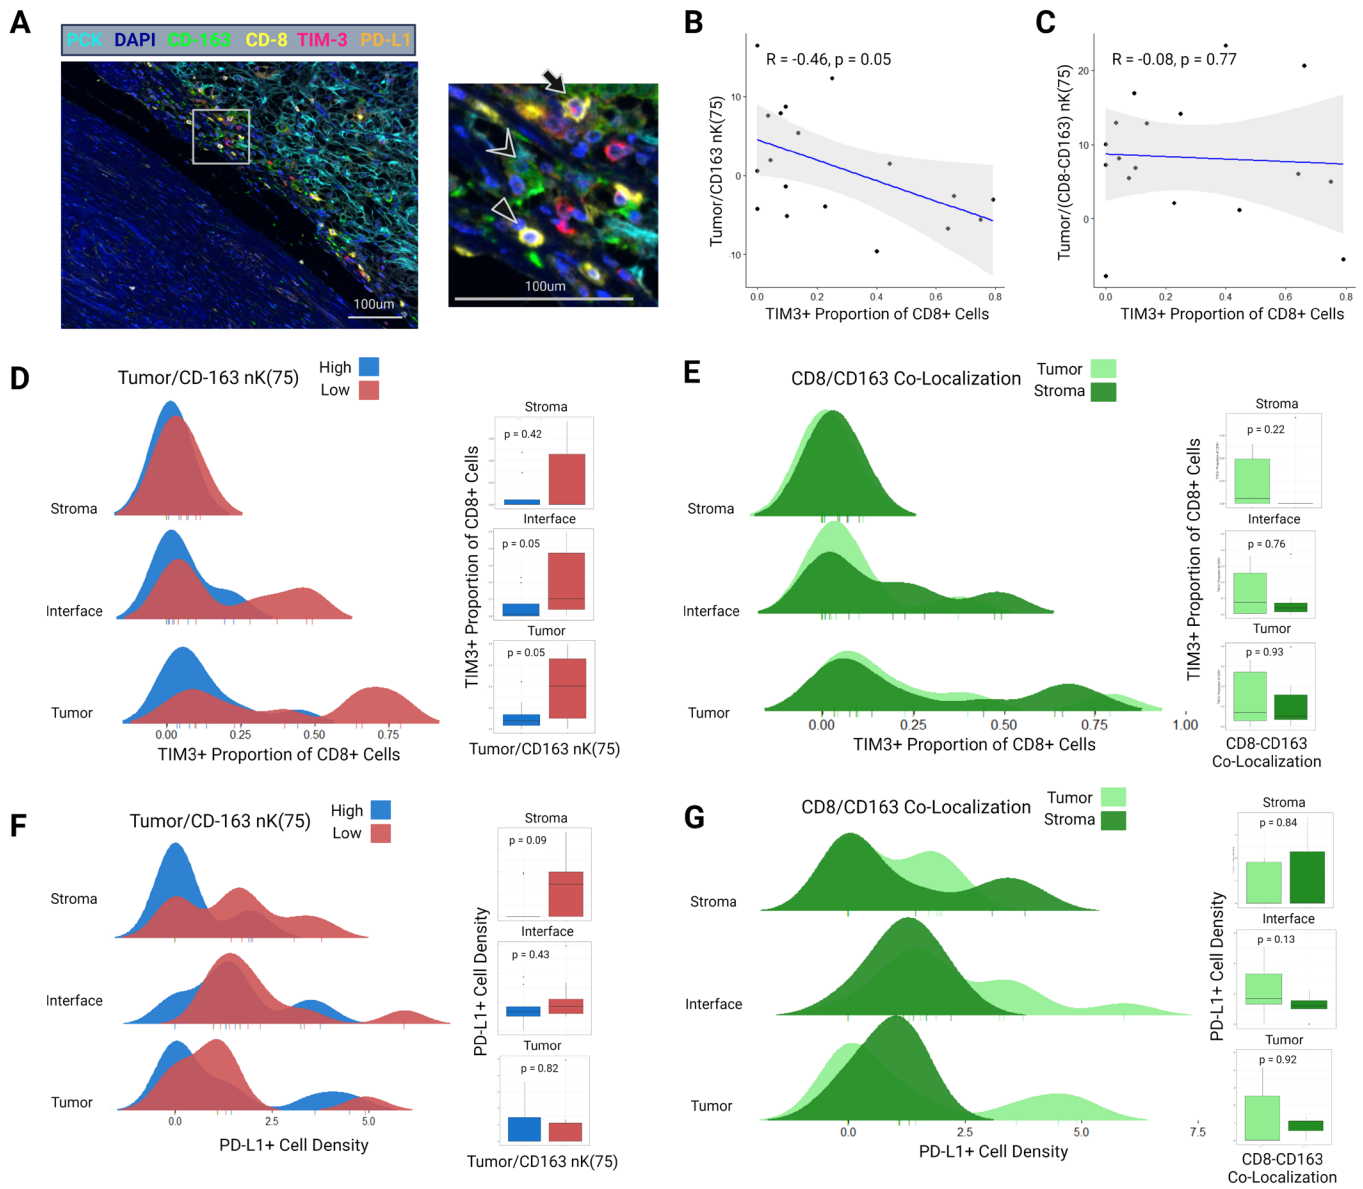 A
PCK DAPI CD-163 CD-8 TIM-3 PD-L1
100um
100um
B
R = -0.46, p = 0.05
Tumor/CD163 nK(75)
10
0
-10
0.0 0.2 0.4 0.6 0.8
TIM3+ Proportion of CD8+ Cells
C
R = -0.08, p = 0.77
Tumor/(CD8-CD163) nK(75)
20
10
0
0.0 0.2 0.4 0.6 0.8
TIM3+ Proportion of CD8+ Cells
D
Tumor/CD-163 nK(75)
High
Low
Stroma
Interface
Tumor
0.00 0.25 0.50 0.75
TIM3+ Proportion of CD8+ Cells
TIM3+ Proportion of CD8+ Cells
Stroma
p = 0.42
Interface
p = 0.05
Tumor
p = 0.05
Tumor/CD163 nK(75)
E
CD8/CD163 Co-Localization
Tumor
Stroma
Stroma
Interface
Tumor
0.00 0.25 0.50 0.75 1.00
TIM3+ Proportion of CD8+ Cells
TIM3+ Proportion of CD8+ Cells
Stroma
p = 0.22
Interface
p = 0.76
Tumor
p = 0.93
CD8-CD163
Co-Localization
F
Tumor/CD-163 nK(75)
High
Low
Stroma
Interface
Tumor
0.0 2.5 5.0
PD-L1+ Cell Density
PD-L1+ Cell Density
Stroma
p = 0.09
Interface
p = 0.43
Tumor
p = 0.82
Tumor/CD163 nK(75)
G
CD8/CD163 Co-Localization
Tumor
Stroma
Stroma
Interface
Tumor
0.0 2.5 5.0 7.5
PD-L1+ Cell Density
PD-L1+ Cell Density
Stroma
p = 0.84
Interface
p = 0.13
Tumor
p = 0.92
CD8-CD163
Co-Localization